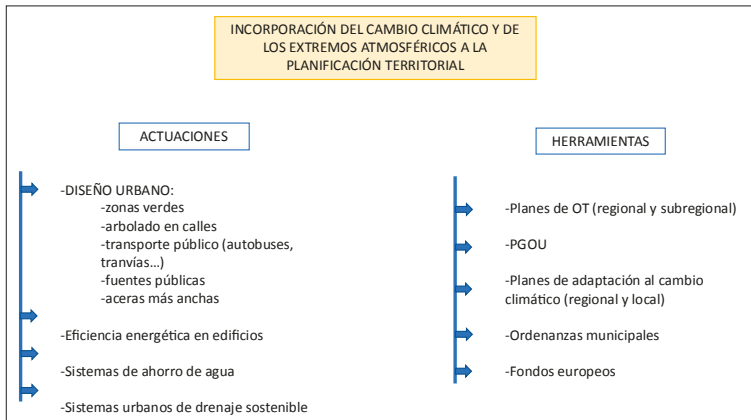 INCORPORACIÓN DEL CAMBIO CLIMÁTICO Y DE
LOS EXTREMOS ATMOSFÉRICOS A LA
PLANIFICACIÓN TERRITORIAL
ACTUACIONES
-DISEÑO URBANO:
-zonas verdes
-arbolado en calles
-transporte público (autobuses,
tranvías...)
-fuentes públicas
-aceras más anchas
-Eficiencia energética en edificios
-Sistemas de ahorro de agua
-Sistemas urbanos de drenaje sostenible
HERRAMIENTAS
-Planes de OT (regional y subregional)
-PGOU
-Planes de adaptación al cambio
climático (regional y local)
-Ordenanzas municipales
-Fondos europeos